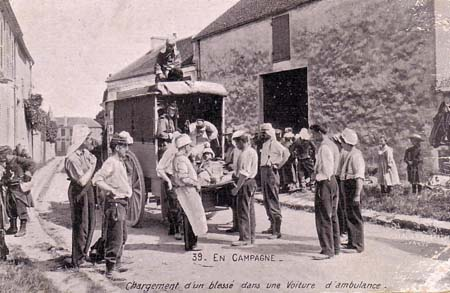 39. EN CAMPAGNE _
Chargement d'un blessé dans une Voiture d'ambulance.